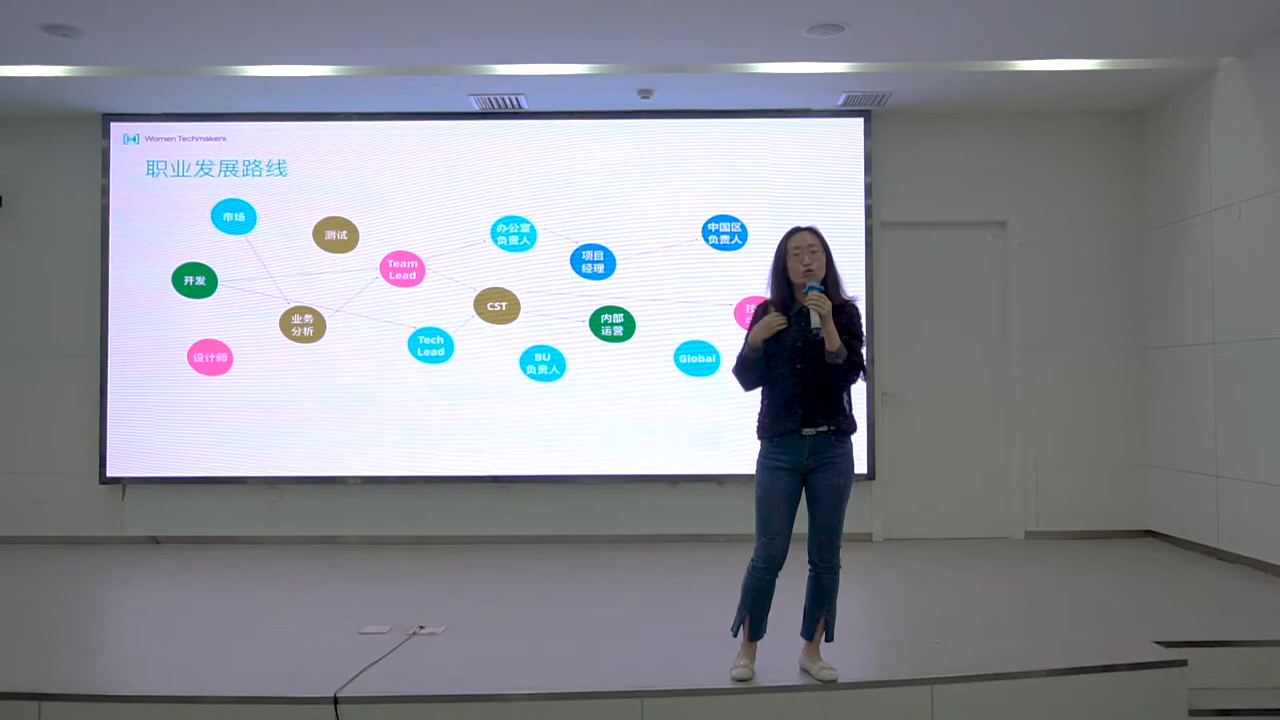 Women Techmakers
职业发展路线
市场
测试
办公室
负责人
中国区
负责人
项目
经理
Team
Lead
开发
CST
业务
分析
内部
运营
Tech
Lead
设计师
BU
负责人
Global